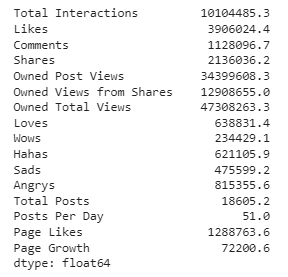 Total Interactions 10104485.3
Likes 3906024.4
Comments 1128096.7
Shares 2136036.2
Owned Post Views 34399608.3
Owned Views from Shares 12908655.0
Owned Total Views 47308263.3
Loves 638831.4
Wows 234429.1
Hahas 621105.9
Sads 475599.2
Angrys 815355.6
Total Posts 18605.2
Posts Per Day 51.0
Page Likes 1288763.6
Page Growth 72200.6
dtype: float64